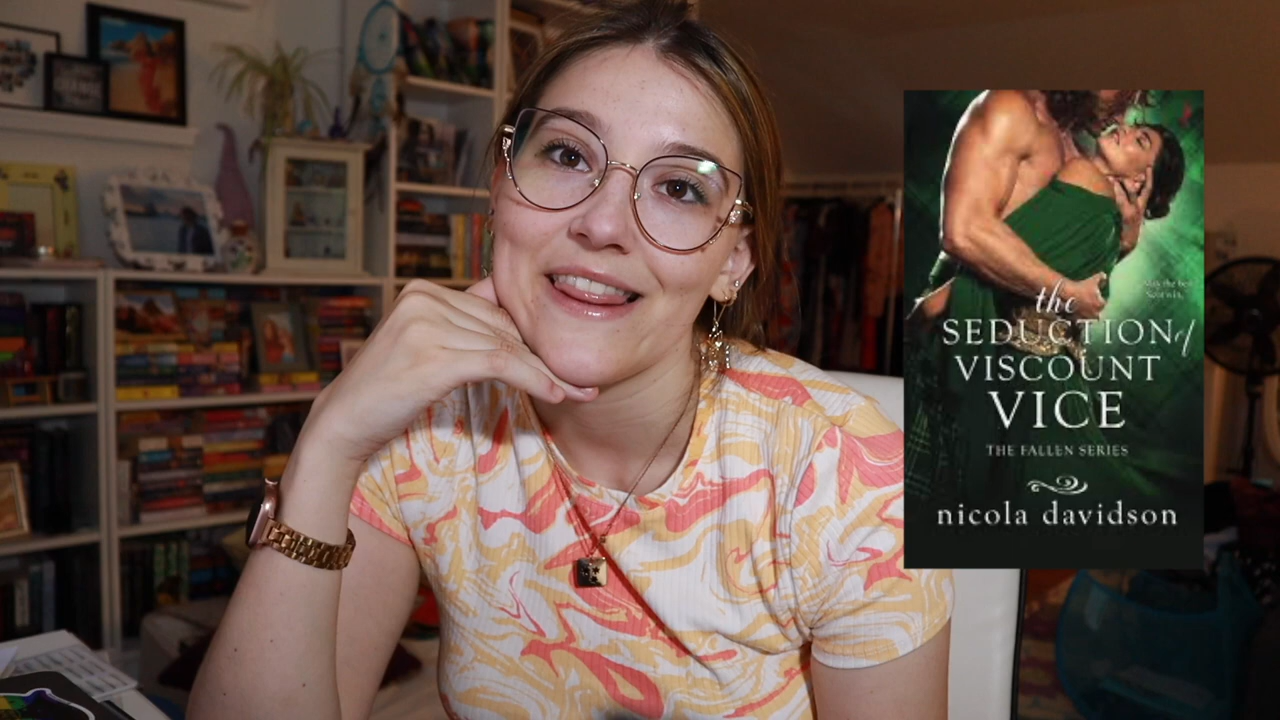 the
SEDUCTION of
VISCOUNT
VICE
THE FALLEN SERIES
nicola davidson